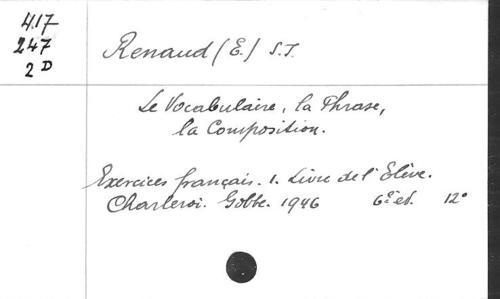 417
247
2 D
Renaud (E.) S.J.
Le Vocabulaire, la Phrase,
la Composition.
Exercices français. 1. Livre de l'Elève.
Charleroi. Gobbe. 1946 6e éd. 12°